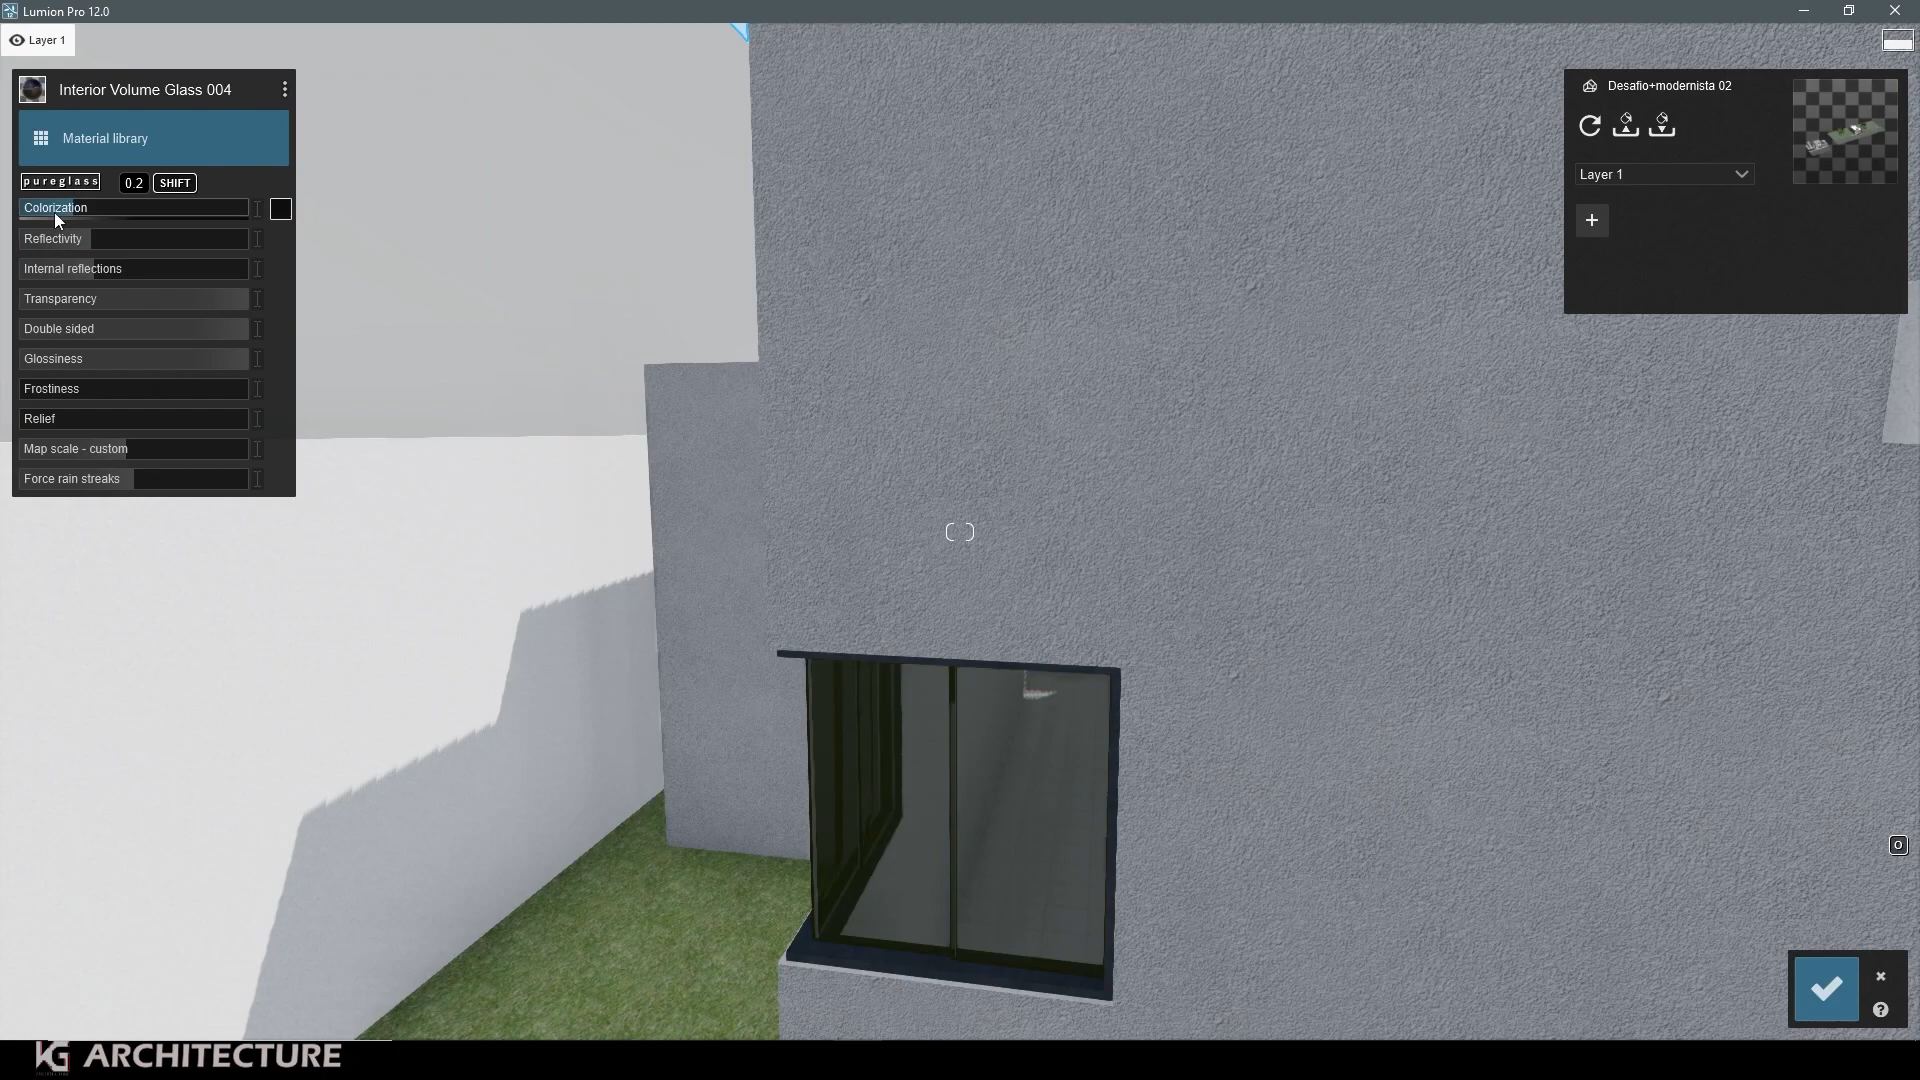 Lumion Pro 12.0
Layer 1
Interior Volume Glass 004
Material library
pureglass 0.2 SHIFT
Colorization
Reflectivity
Internal reflections
Transparency
Double sided
Glossiness
Frostiness
Relief
Map scale - custom
Force rain streaks
Desafio+modernista 02
Layer 1
+
O
?
KG ARCHITECTURE